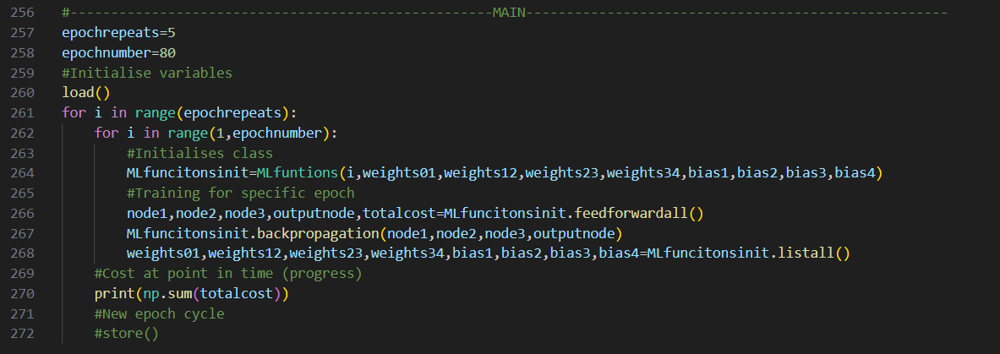 256 #--------------------------------------------------MAIN--------------------------------------------------
257 epochrepeats=5
258 epochnumber=80
259 #Initialise variables
260 load()
261 for i in range(epochrepeats):
262     for i in range(1,epochnumber):
263         #Initialises class
264         MLfuncitonsinit=MLfuntions(i,weights01,weights12,weights23,weights34,bias1,bias2,bias3,bias4)
265         #Training for specific epoch
266         node1,node2,node3,outputnode,totalcost=MLfuncitonsinit.feedforwardall()
267         MLfuncitonsinit.backpropagation(node1,node2,node3,outputnode)
268         weights01,weights12,weights23,weights34,bias1,bias2,bias3,bias4=MLfuncitonsinit.listall()
269     #Cost at point in time (progress)
270     print(np.sum(totalcost))
271     #New epoch cycle
272     #store()